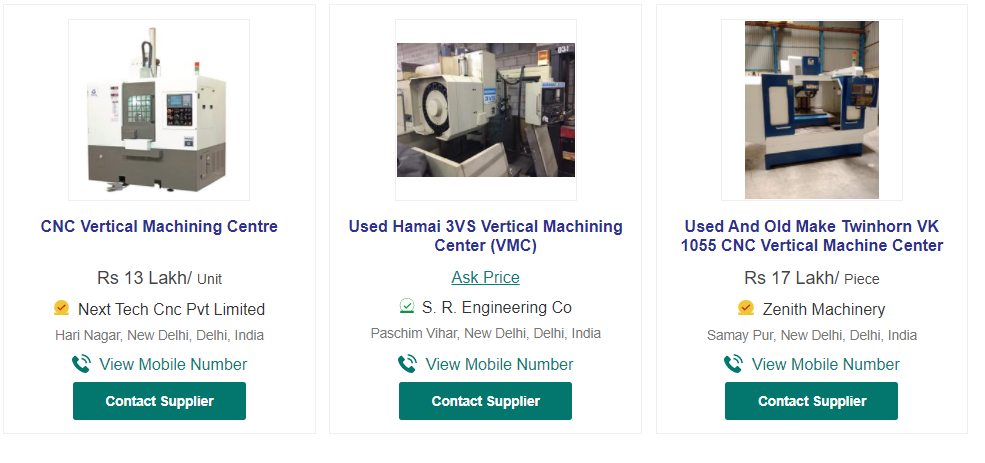 CNC Vertical Machining Centre
Rs 13 Lakh/ Unit
Next Tech Cnc Pvt Limited
Hari Nagar, New Delhi, Delhi, India
View Mobile Number
Contact Supplier
Used Hamai 3VS Vertical Machining
Center (VMC)
Ask Price
S. R. Engineering Co
Paschim Vihar, New Delhi, Delhi, India
View Mobile Number
Contact Supplier
Used And Old Make Twinhorn VK
1055 CNC Vertical Machine Center
Rs 17 Lakh/ Piece
Zenith Machinery
Samay Pur, New Delhi, Delhi, India
View Mobile Number
Contact Supplier